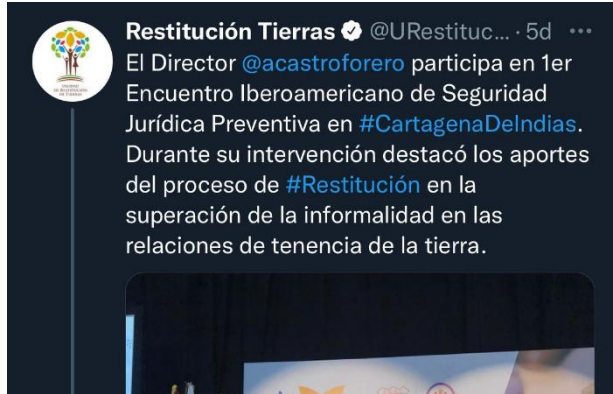 Restitución Tierras @URestituc... · 5d
El Director @acastroforero participa en 1er
Encuentro Iberoamericano de Seguridad
Jurídica Preventiva en #CartagenaDeIndias.
Durante su intervención destacó los aportes
del proceso de #Restitución en la
superación de la informalidad en las
relaciones de tenencia de la tierra.